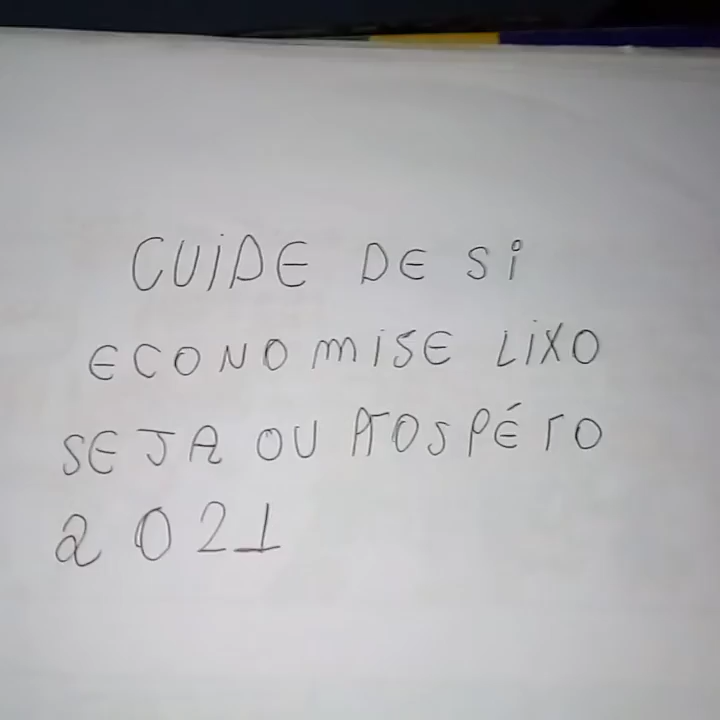 CUIDE DE SI
ECONOMISE LIXO
SEJA OU PROSPÉRO
2021